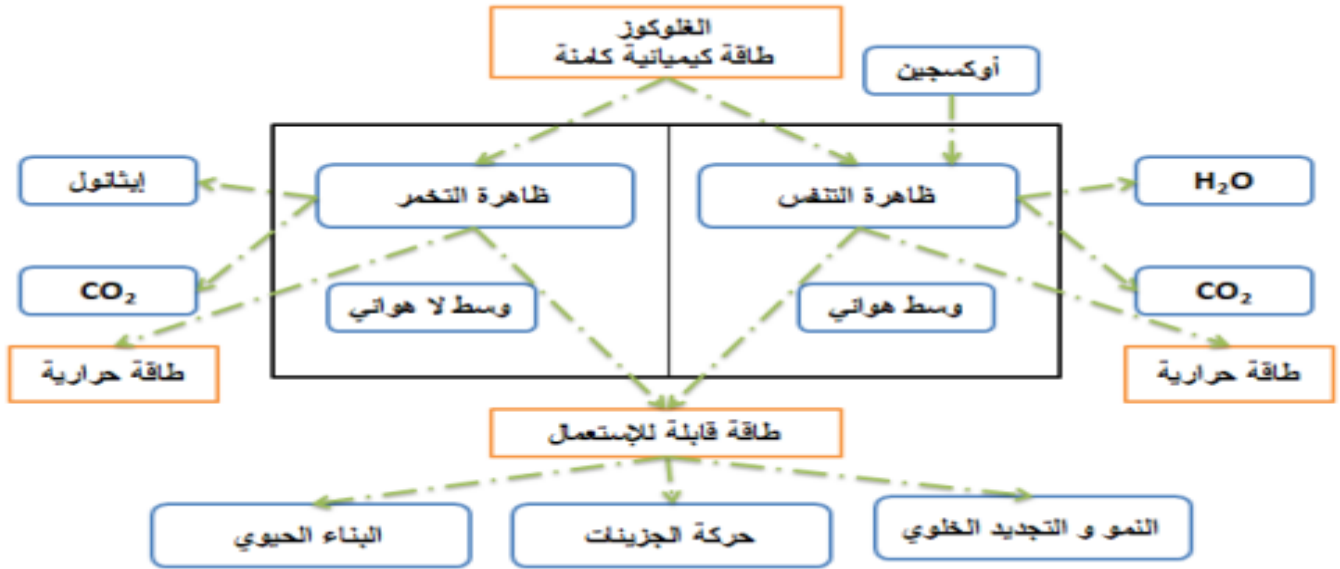 الغلوكوز
طاقة كيميائية كامنة
أوكسجين
ظاهرة التنفس
ظاهرة التخمر
H₂O
إيثانول
CO₂
CO₂
وسط هوائي
وسط لا هوائي
طاقة حرارية
طاقة حرارية
طاقة قابلة للإستعمال
النمو و التجديد الخلوي
حركة الجزيئات
البناء الحيوي